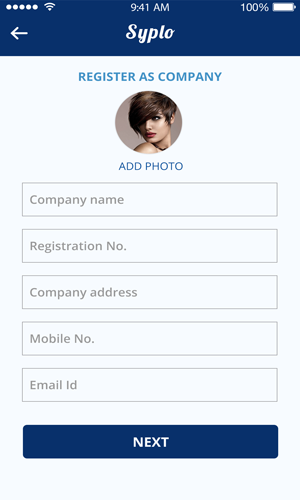 9:41 AM 100%
Syplo
REGISTER AS COMPANY
ADD PHOTO
Company name
Registration No.
Company address
Mobile No.
Email Id
NEXT